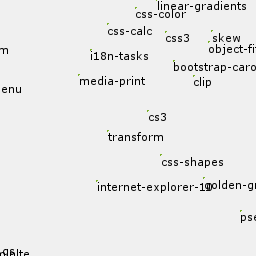 linear-gradients
css-color
css-calc
css3
skew
object-fi
m
i18n-tasks
bootstrap-caro
media-print
clip
enu
cs3
transform
css-shapes
internet-explorer-10
golden-gr
pse